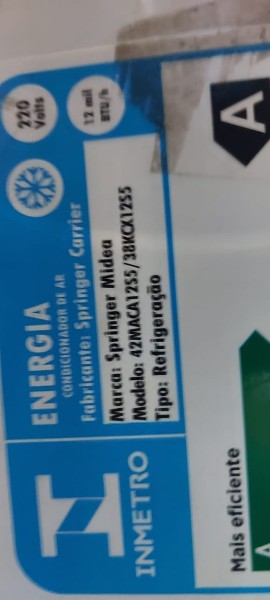 220
Volts
12 mil
BTU/h
ENERGIA
CONDICIONADOR DE AR
Fabricante: Springer Carrier
Marca: Springer Midea
Modelo: 42MACA12S5/38KCX12S5
Tipo: Refrigeração
A
INMETRO
Mais eficiente
A